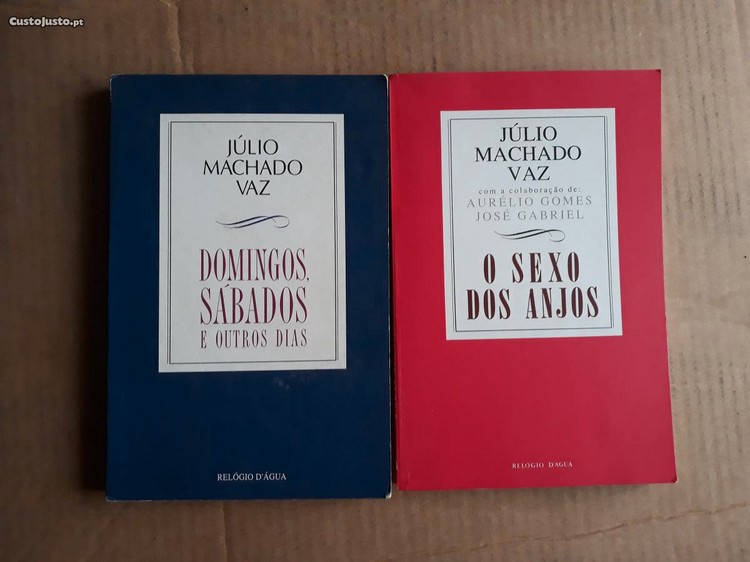 CustoJusto.pt
JÚLIO
MACHADO
VAZ
DOMINGOS,
SÁBADOS
E OUTROS DIAS
RELÓGIO D'ÁGUA
JÚLIO
MACHADO
VAZ
com a colaboração de:
AURÉLIO GOMES
JOSÉ GABRIEL
O SEXO
DOS ANJOS
RELÓGIO D'ÁGUA